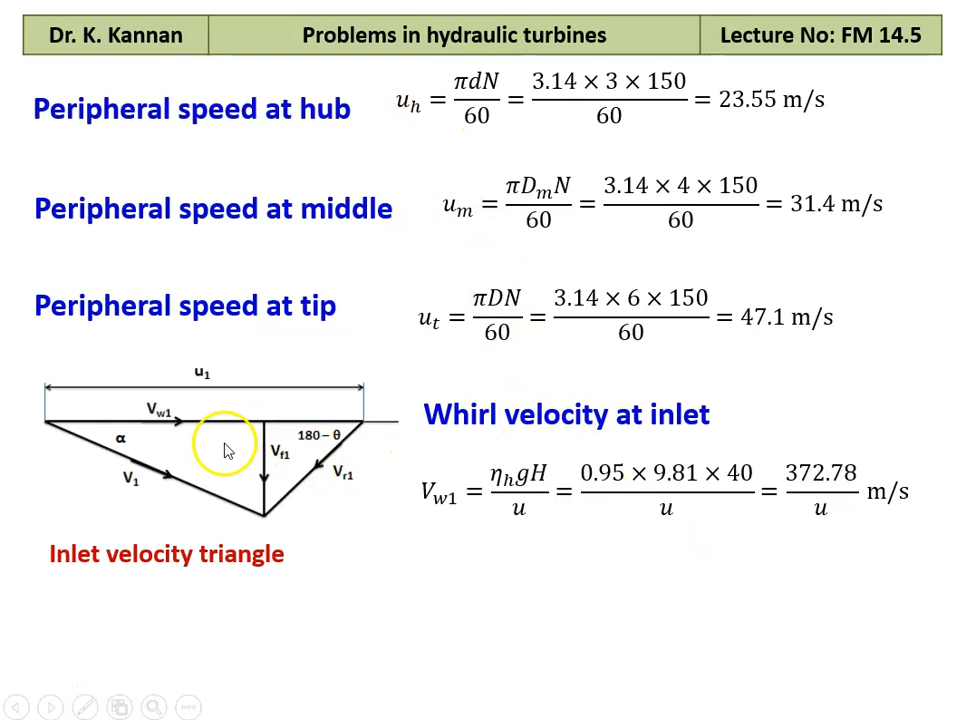 Dr. K. Kannan Problems in hydraulic turbines Lecture No: FM 14.5
Peripheral speed at hub u_h = πdN/60 = 3.14 × 3 × 150/60 = 23.55 m/s
Peripheral speed at middle u_m = πD_mN/60 = 3.14 × 4 × 150/60 = 31.4 m/s
Peripheral speed at tip u_t = πDN/60 = 3.14 × 6 × 150/60 = 47.1 m/s
u1
Vw1
α
180 – θ
Vf1
V1
Vr1
Inlet velocity triangle
Whirl velocity at inlet
V_w1 = η_h gH/u = 0.95 × 9.81 × 40/u = 372.78/u m/s